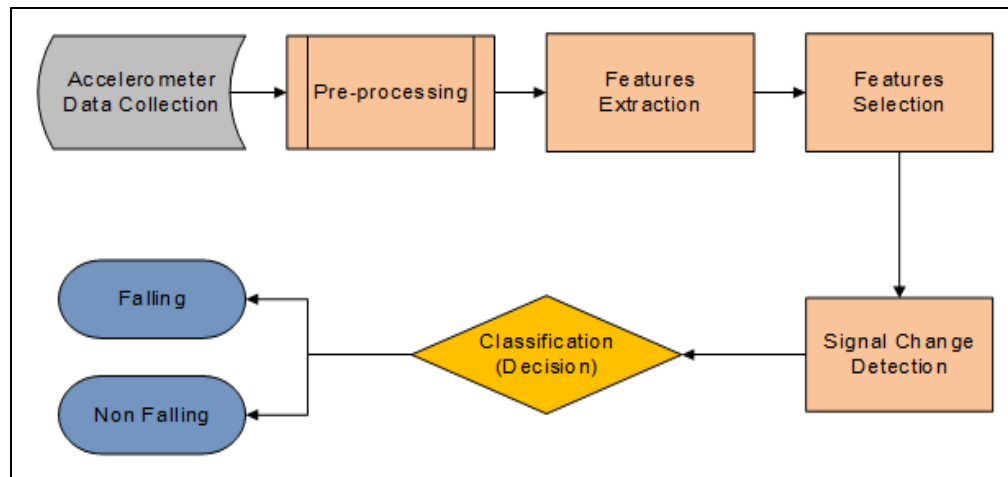 Accelerometer
Data Collection
Pre-processing
Features
Extraction
Features
Selection
Signal Change
Detection
Classification
(Decision)
Falling
Non Falling